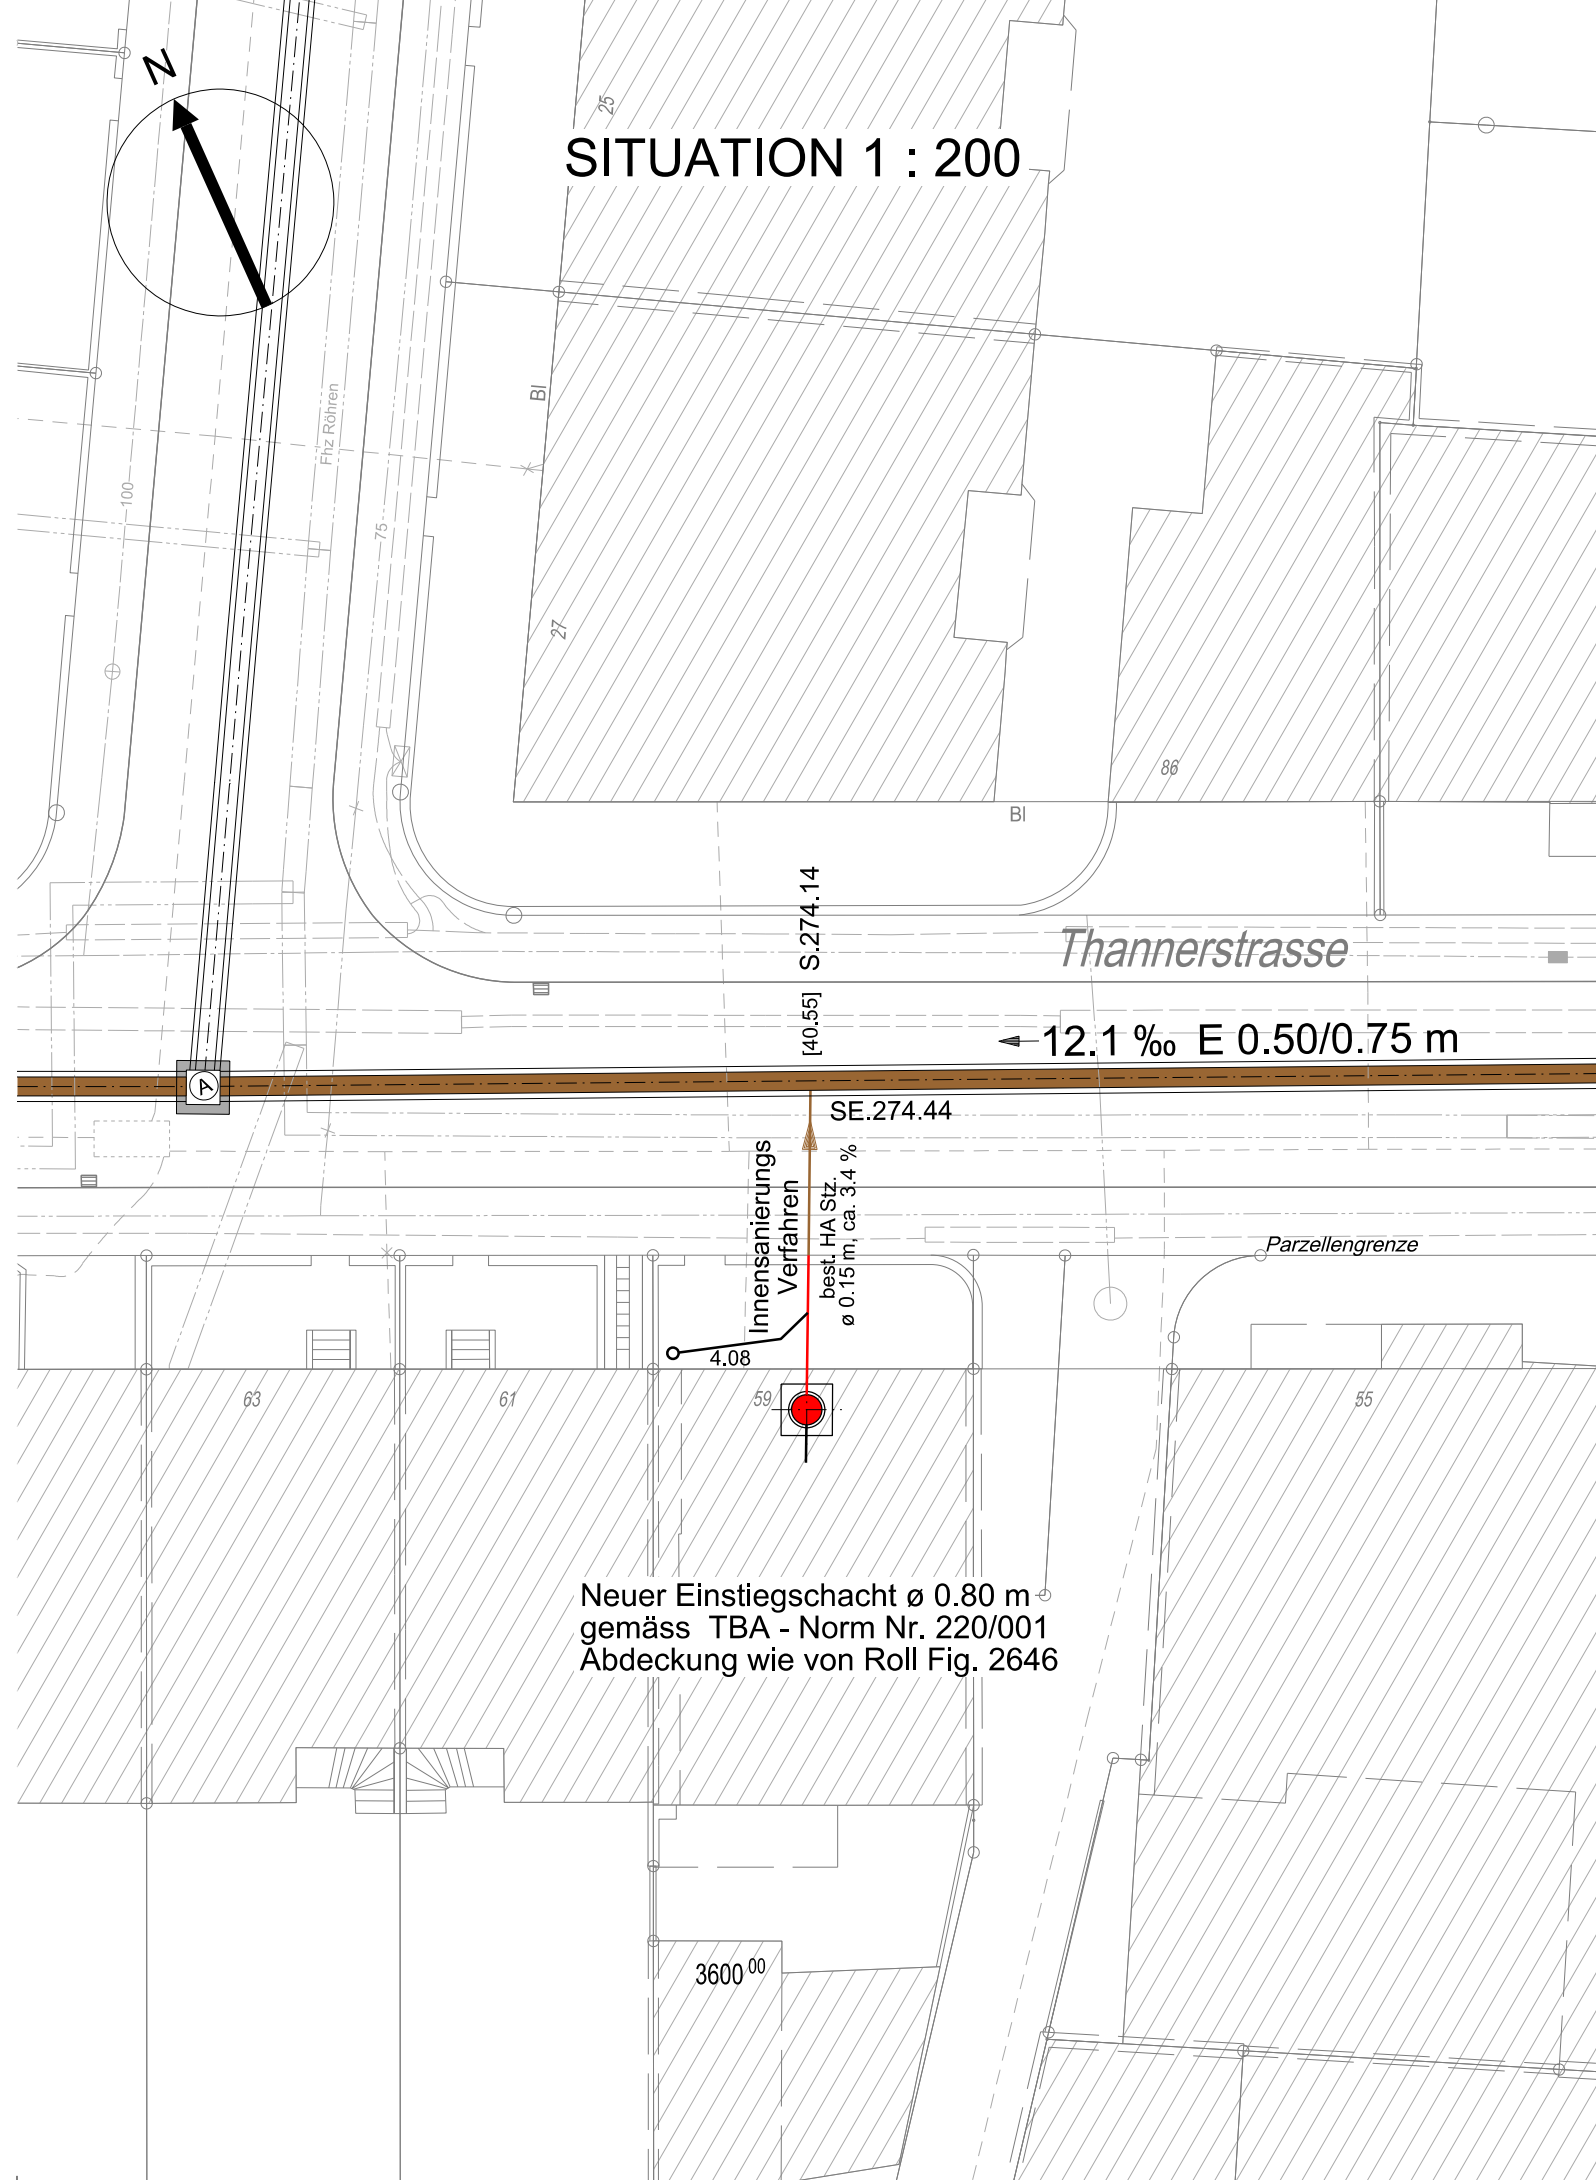 N
25
SITUATION 1 : 200
Fhz Röhren
BI
100
75
27
86
BI
S.274.14
[40.55]
Thannerstrasse
12.1 ‰ E 0.50/0.75 m
A
SE.274.44
Innensanierungs
Verfahren
best. HA Stz.
ø 0.15 m, ca. 3.4 %
Parzellengrenze
4.08
63
61
59
55
Neuer Einstiegschacht ø 0.80 m
gemäss TBA - Norm Nr. 220/001
Abdeckung wie von Roll Fig. 2646
3600 00